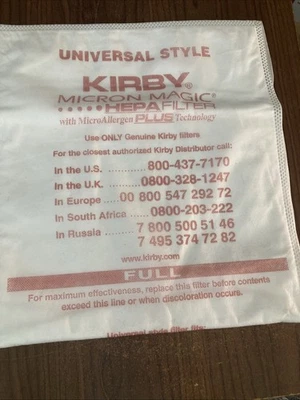 UNIVERSAL STYLE
KIRBY®
MICRON MAGIC®
HEPA FILTER
with MicroAllergen PLUS Technology
Use ONLY Genuine Kirby filters
For the closest authorized Kirby Distributor call:
In the U.S. ............ 800-437-7170
In the U.K. .......... 0800-328-1247
In Europe ..... 00 800 547 292 72
In South Africa ...... 0800-203-222
In Russia ....... 7 800 500 51 46
7 495 374 72 82
www.kirby.com
FULL
For maximum effectiveness, replace this filter before contents
exceed this line or when discoloration occurs.
Universal style filter fits: